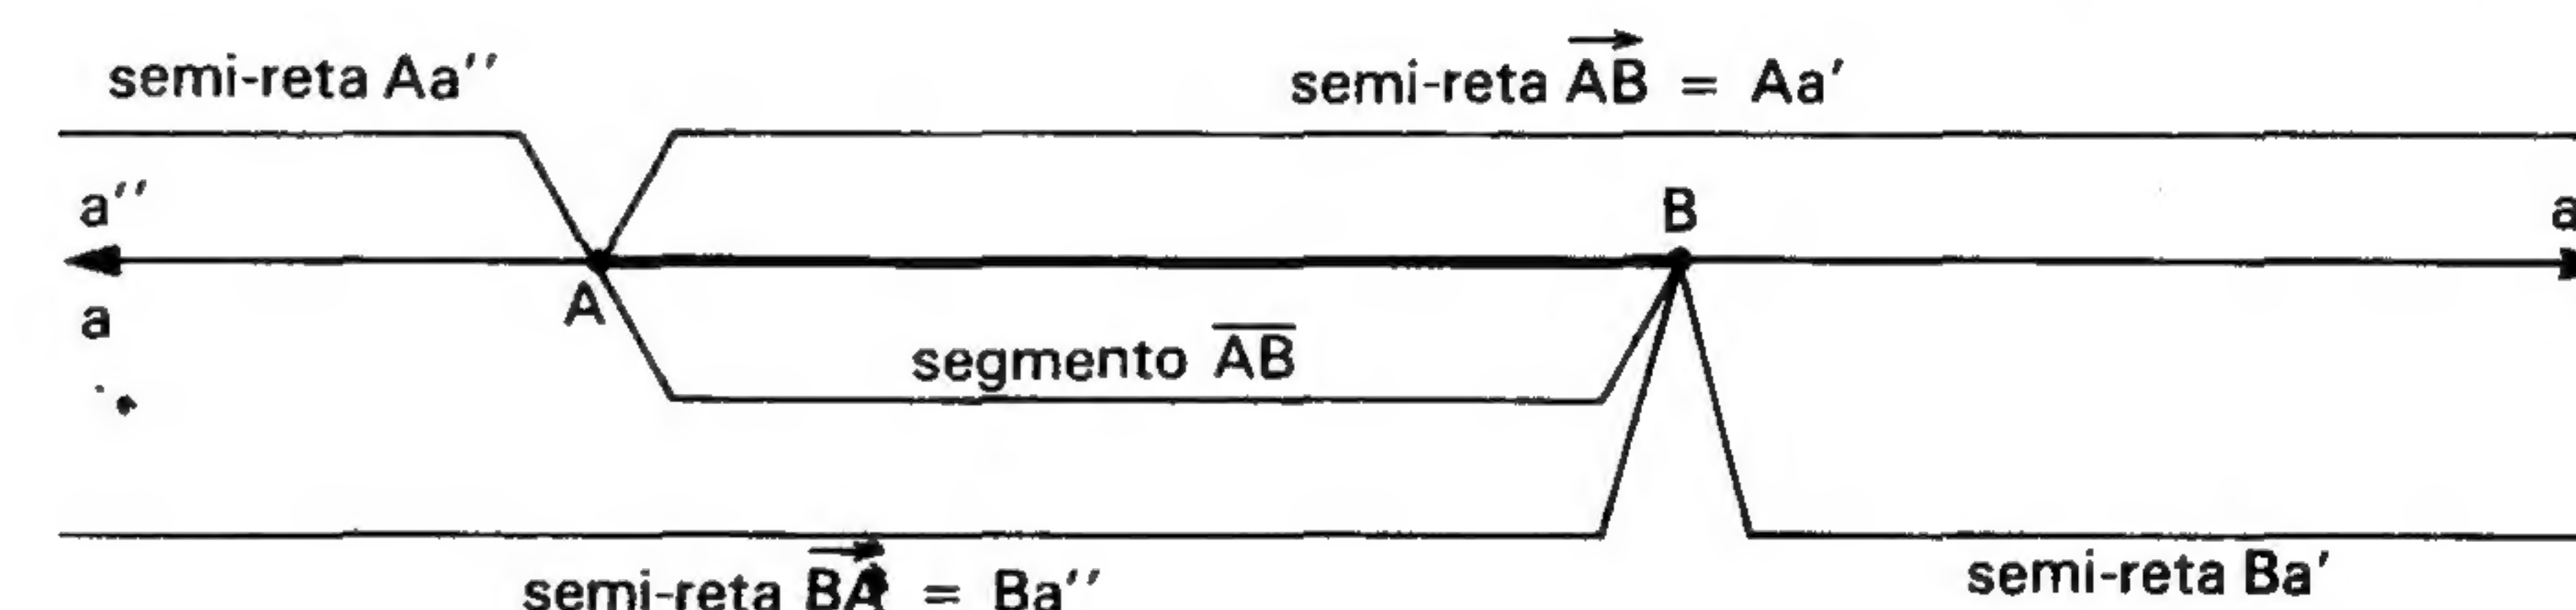 semi-reta Aa′′
semi-reta AB = Aa′
a′′
B
a
A
a
segmento AB
semi-reta BA = Ba′′
semi-reta Ba′